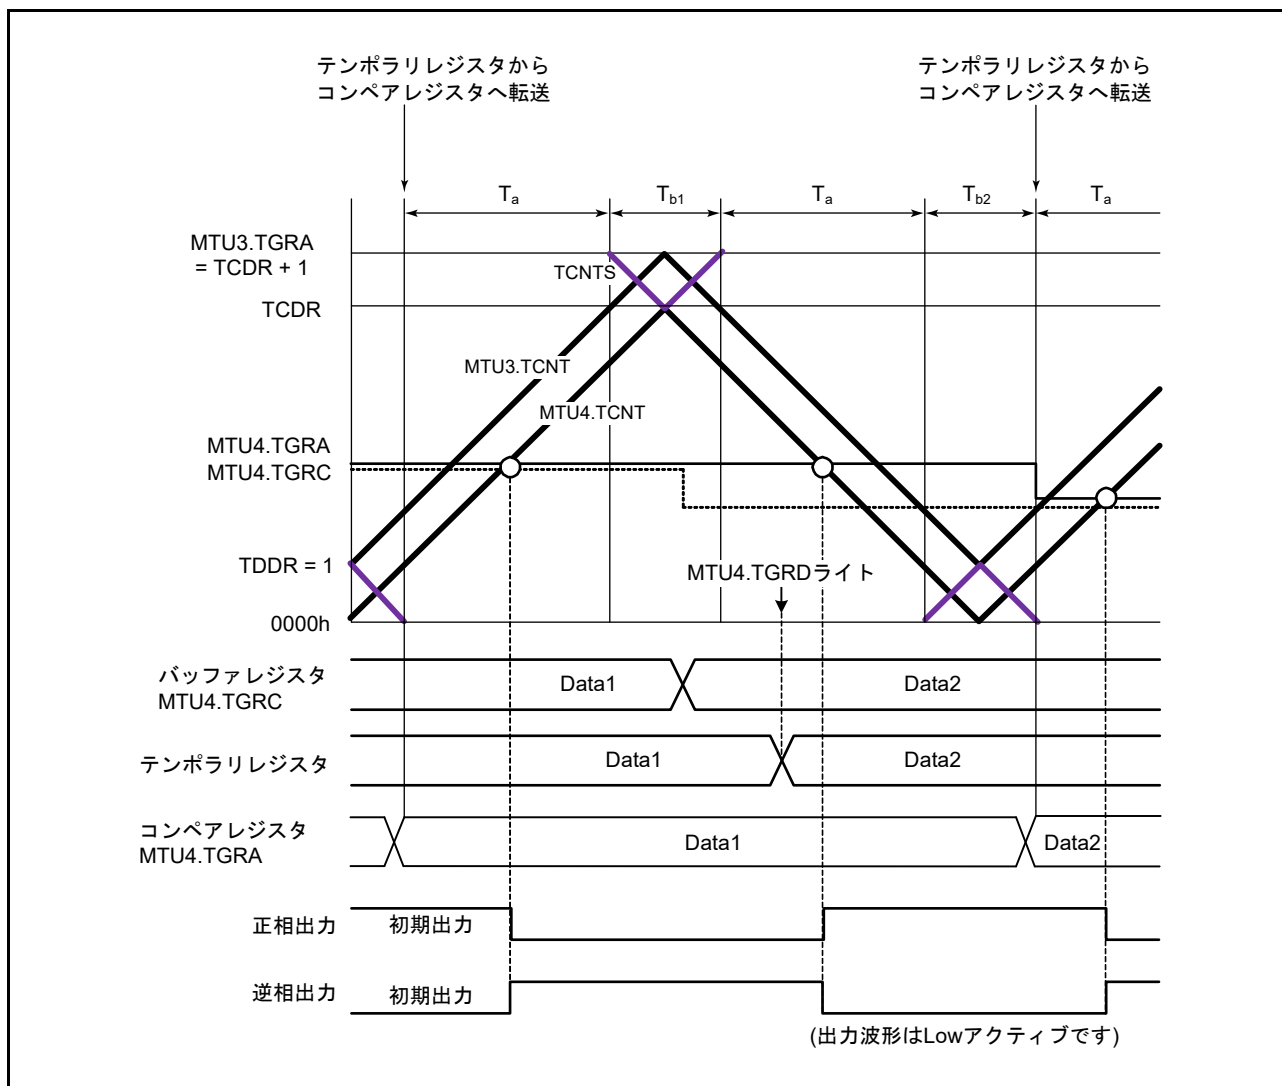 テンポラリレジスタから
コンペアレジスタへ転送
テンポラリレジスタから
コンペアレジスタへ転送
Ta
Tb1
Ta
Tb2
Ta
MTU3.TGRA
= TCDR + 1
TCNTS
TCDR
MTU3.TCNT
MTU4.TCNT
MTU4.TGRA
MTU4.TGRC
TDDR = 1
MTU4.TGRDライト
0000h
バッファレジスタ
MTU4.TGRC
Data1
Data2
テンポラリレジスタ
Data1
Data2
コンペアレジスタ
MTU4.TGRA
Data1
Data2
正相出力
初期出力
逆相出力
初期出力
(出力波形はLowアクティブです)